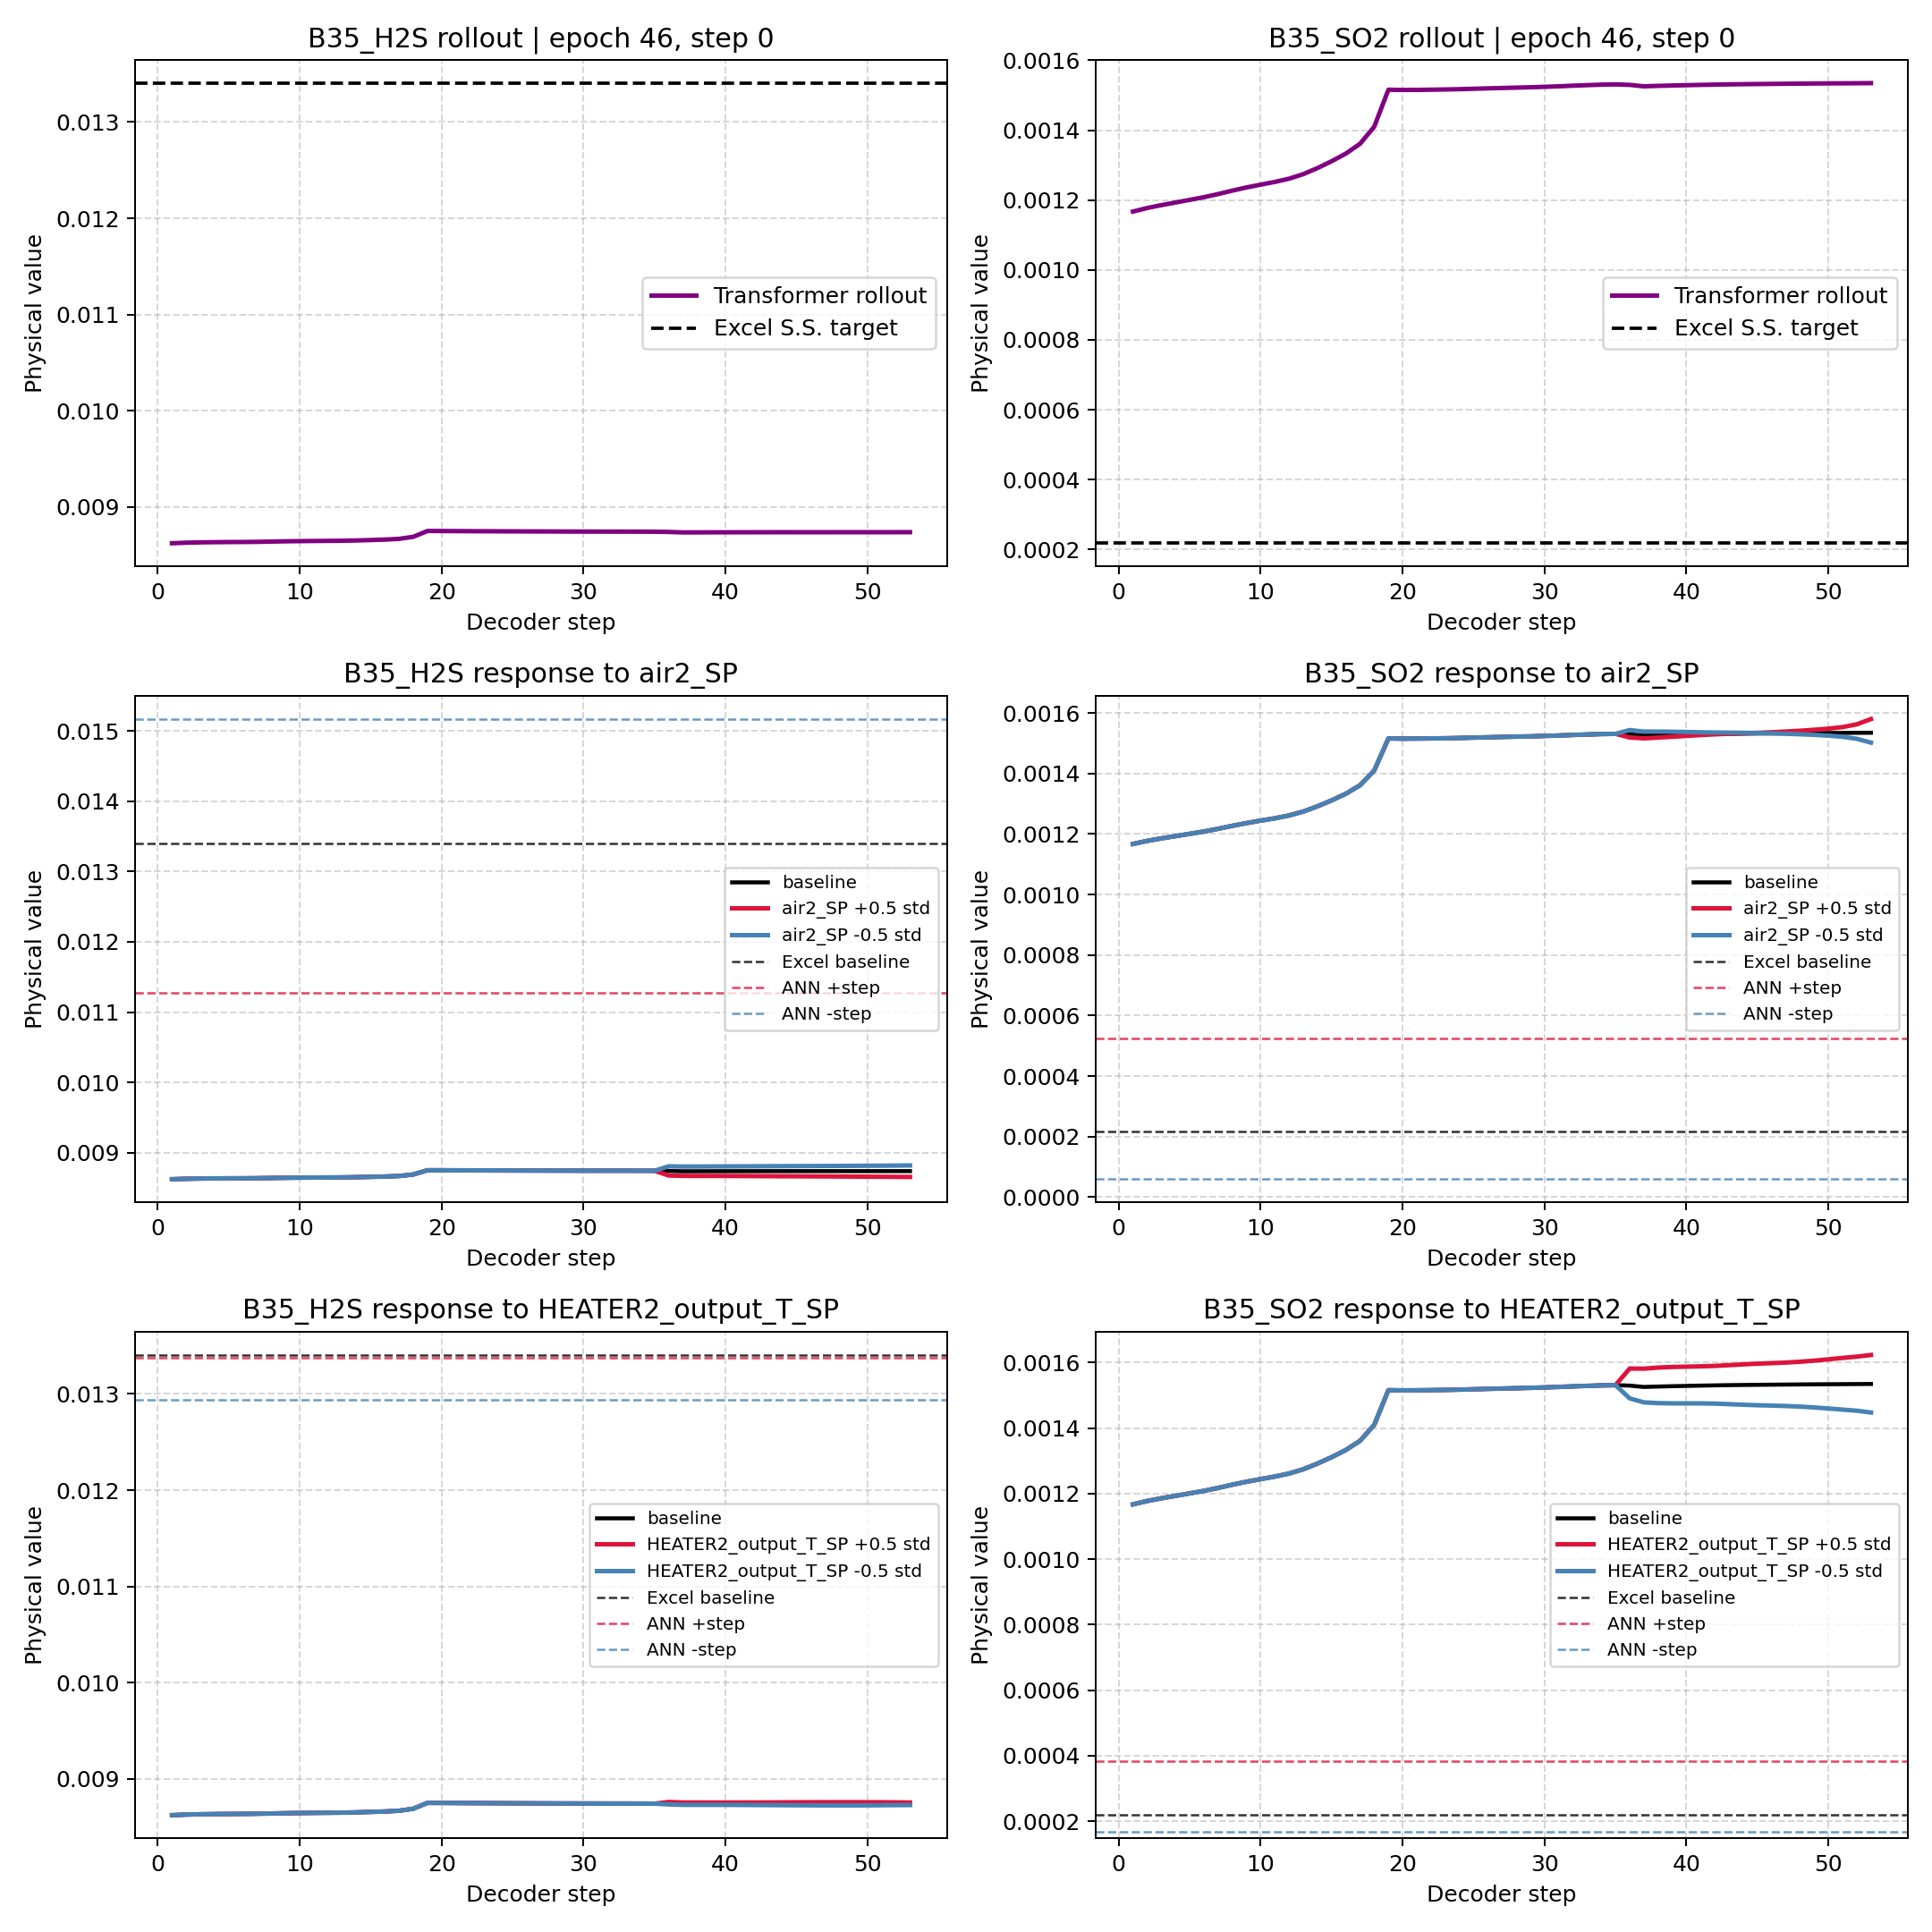 B35_H2S rollout | epoch 46, step 0
Physical value
0.013
0.012
0.011
0.010
0.009
Transformer rollout
Excel S.S. target
0 10 20 30 40 50
Decoder step
B35_SO2 rollout | epoch 46, step 0
Physical value
0.0016
0.0014
0.0012
0.0010
0.0008
0.0006
0.0004
0.0002
Transformer rollout
Excel S.S. target
0 10 20 30 40 50
Decoder step
B35_H2S response to air2_SP
Physical value
0.015
0.014
0.013
0.012
0.011
0.010
0.009
baseline
air2_SP +0.5 std
air2_SP -0.5 std
Excel baseline
ANN +step
ANN -step
0 10 20 30 40 50
Decoder step
B35_SO2 response to air2_SP
Physical value
0.0016
0.0014
0.0012
0.0010
0.0008
0.0006
0.0004
0.0002
0.0000
baseline
air2_SP +0.5 std
air2_SP -0.5 std
Excel baseline
ANN +step
ANN -step
0 10 20 30 40 50
Decoder step
B35_H2S response to HEATER2_output_T_SP
Physical value
0.013
0.012
0.011
0.010
0.009
baseline
HEATER2_output_T_SP +0.5 std
HEATER2_output_T_SP -0.5 std
Excel baseline
ANN +step
ANN -step
0 10 20 30 40 50
Decoder step
B35_SO2 response to HEATER2_output_T_SP
Physical value
0.0016
0.0014
0.0012
0.0010
0.0008
0.0006
0.0004
0.0002
baseline
HEATER2_output_T_SP +0.5 std
HEATER2_output_T_SP -0.5 std
Excel baseline
ANN +step
ANN -step
0 10 20 30 40 50
Decoder step